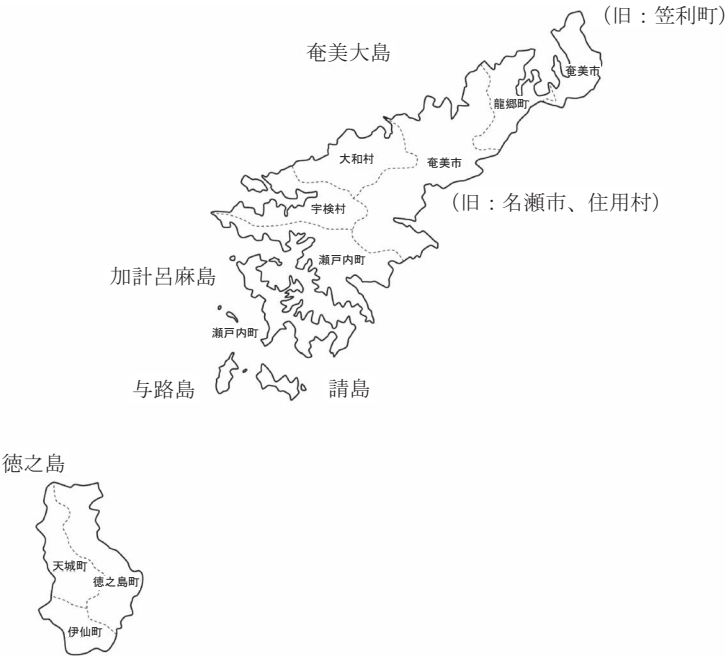 (旧：笠利町)
奄美大島
奄美市
龍郷町
大和村
奄美市
(旧：名瀬市、住用村)
宇検村
瀬戸内町
加計呂麻島
瀬戸内町
与路島
請島
徳之島
天城町
徳之島町
伊仙町